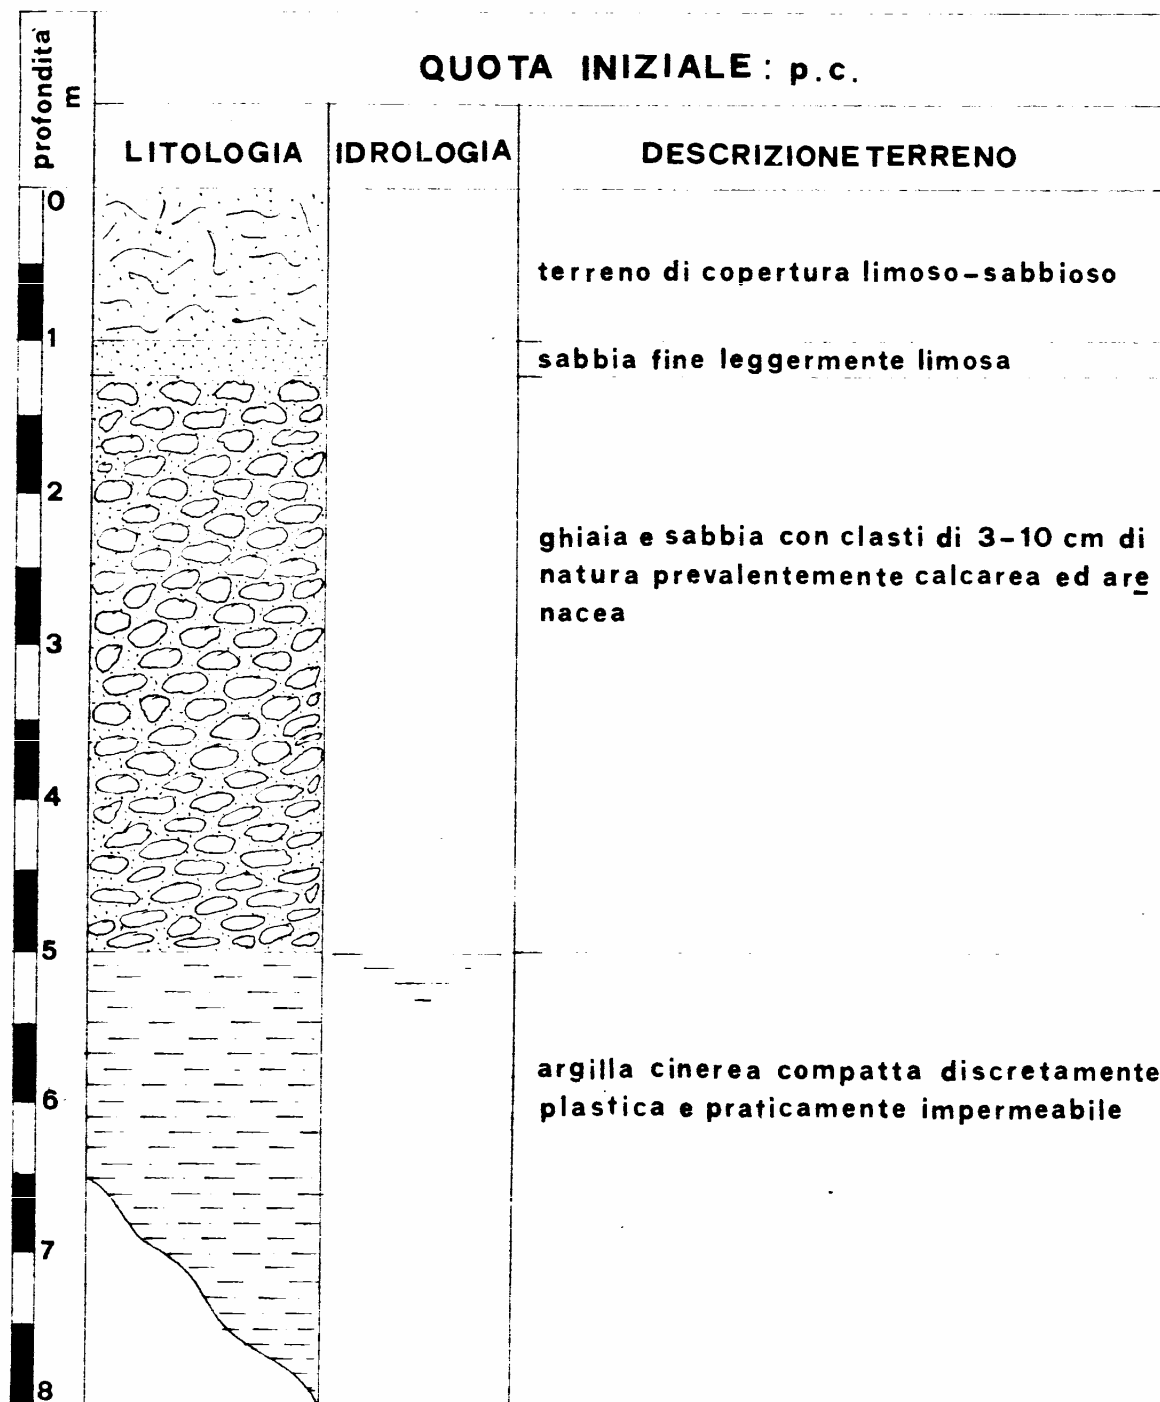 profondità
m
QUOTA INIZIALE: p.c.
LITOLOGIA
IDROLOGIA
DESCRIZIONE TERRENO
0
terreno di copertura limoso-sabbioso
1
sabbia fine leggermente limosa
2
ghiaia e sabbia con clasti di 3-10 cm di
natura prevalentemente calcarea ed are
nacea
3
4
5
argilla cinerea compatta discretamente
plastica e praticamente impermeabile
6
7
8